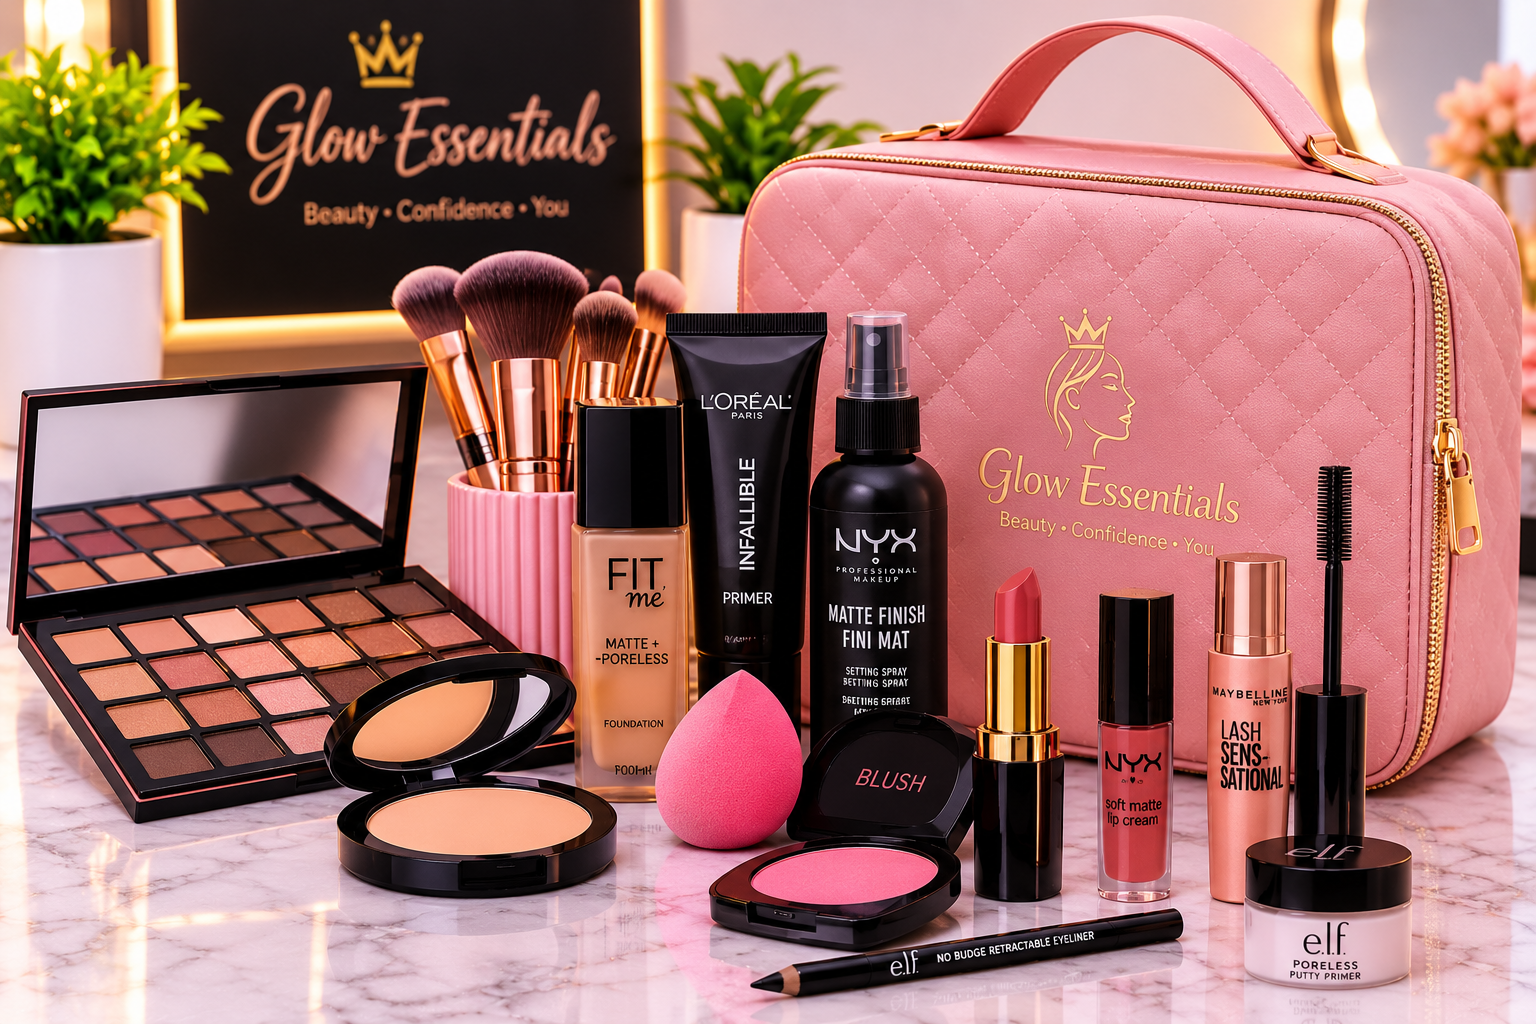 Glow Essentials
Beauty • Confidence • You
L'ORÉAL
PARIS
INFALLIBLE
PRIMER
FIT
me
MATTE +
-PORELESS
FOUNDATION
NYX
PROFESSIONAL
MAKEUP
MATTE FINISH
FINI MAT
SETTING SPRAY
BETTING SPRAY
Glow Essentials
Beauty • Confidence • You
BLUSH
NYX
soft matte
lip cream
MAYBELLINE
NEW YORK
LASH
SENS-
SATIONAL
e.l.f.
NO BUDGE RETRACTABLE EYELINER
e.l.f
e.l.f.
PORELESS
PUTTY PRIMER